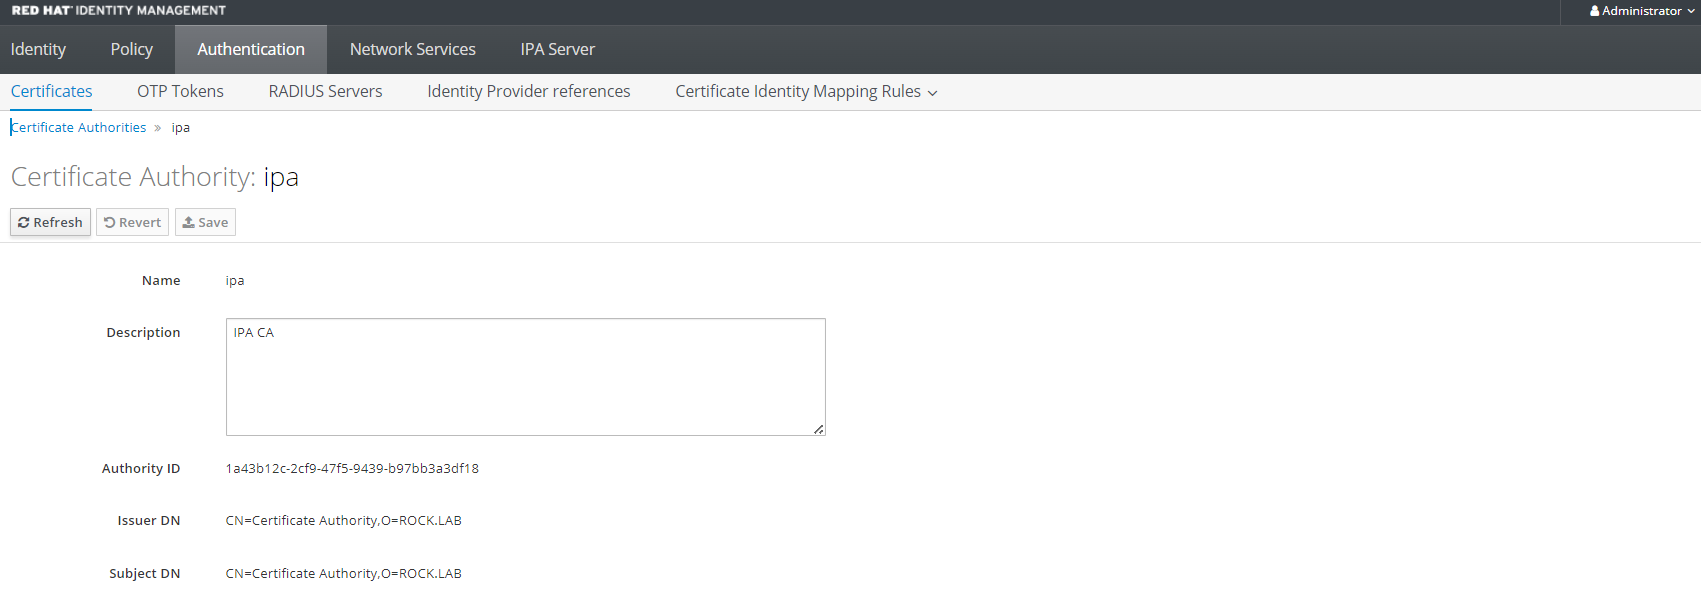 RED HAT IDENTITY MANAGEMENT
Administrator
Identity Policy Authentication Network Services IPA Server
Certificates OTP Tokens RADIUS Servers Identity Provider references Certificate Identity Mapping Rules
Certificate Authorities » ipa
Certificate Authority: ipa
Refresh Revert Save
Name ipa
Description IPA CA
Authority ID 1a43b12c-2cf9-47f5-9439-b97bb3a3df18
Issuer DN CN=Certificate Authority,O=ROCK.LAB
Subject DN CN=Certificate Authority,O=ROCK.LAB